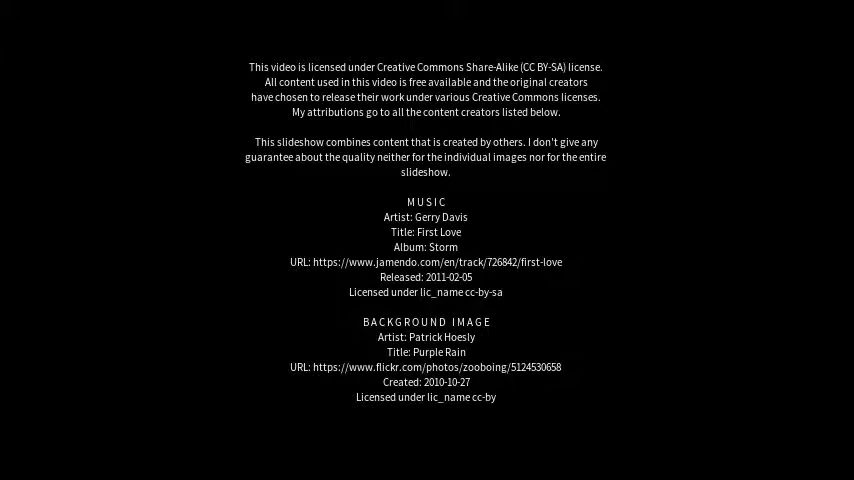 This video is licensed under Creative Commons Share-Alike (CC BY-SA) license.
All content used in this video is free available and the original creators
have chosen to release their work under various Creative Commons licenses.
My attributions go to all the content creators listed below.
This slideshow combines content that is created by others. I don't give any
guarantee about the quality neither for the individual images nor for the entire
slideshow.
MUSIC
Artist: Gerry Davis
Title: First Love
Album: Storm
URL: https://www.jamendo.com/en/track/726842/first-love
Released: 2011-02-05
Licensed under lic_name cc-by-sa
BACKGROUND IMAGE
Artist: Patrick Hoesly
Title: Purple Rain
URL: https://www.flickr.com/photos/zooboing/5124530658
Created: 2010-10-27
Licensed under lic_name cc-by